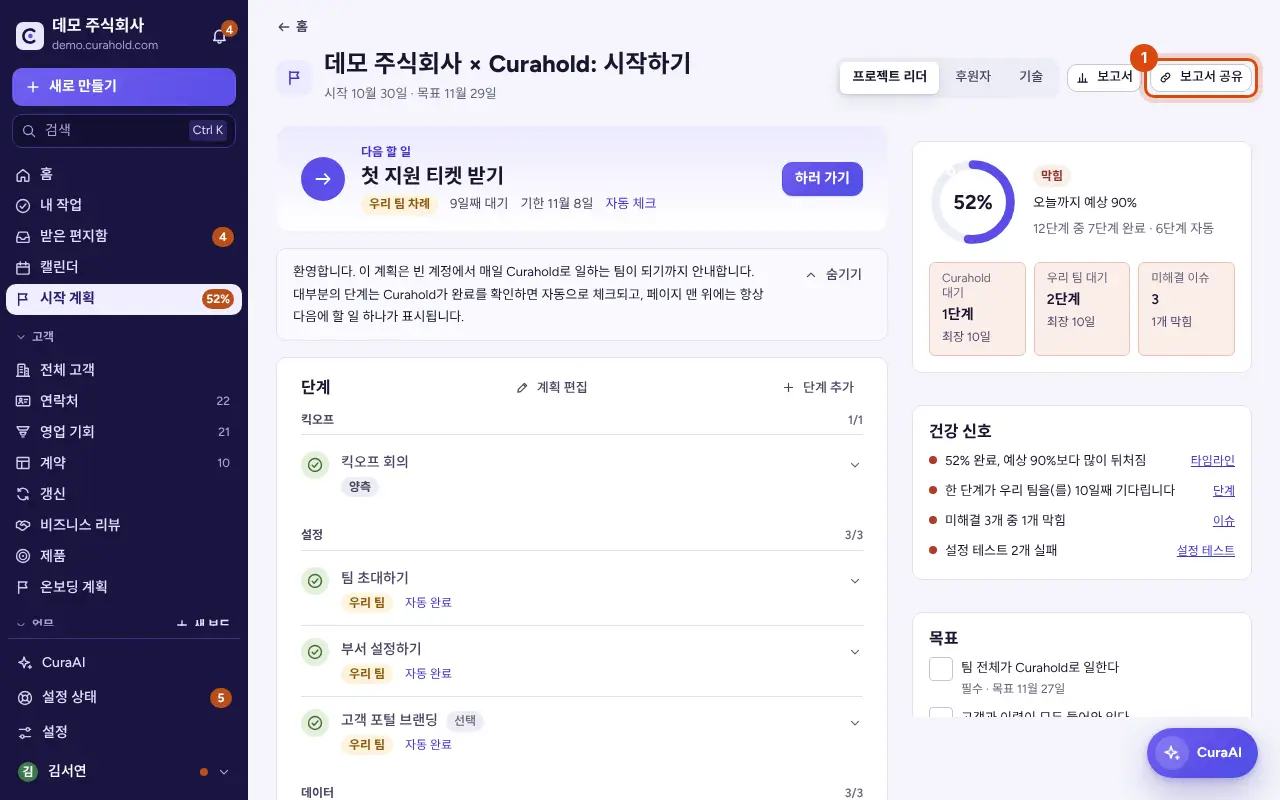 데모 주식회사
demo.curahold.com
4
새로 만들기
검색
Ctrl K
홈
내 작업
받은 편지함
4
캘린더
시작 계획
52%
고객
전체 고객
연락처
22
영업 기회
21
계약
10
갱신
비즈니스 리뷰
제품
온보딩 계획
업무
새 보드
CuraAI
설정 상태
5
설정
김
김서연
홈
데모 주식회사 × Curahold: 시작하기
시작 10월 30일 · 목표 11월 29일
프로젝트 리더
후원자
기술
보고서
1
보고서 공유
다음 할 일
첫 지원 티켓 받기
우리 팀 차례
9일째 대기
기한 11월 8일
자동 체크
하러 가기
환영합니다. 이 계획은 빈 계정에서 매일 Curahold로 일하는 팀이 되기까지 안내합니다.
대부분의 단계는 Curahold가 완료를 확인하면 자동으로 체크되고, 페이지 맨 위에는 항상
다음에 할 일 하나가 표시됩니다.
숨기기
단계
계획 편집
단계 추가
킥오프
1/1
킥오프 회의
양측
설정
3/3
팀 초대하기
우리 팀
자동 완료
부서 설정하기
우리 팀
자동 완료
고객 포털 브랜딩
선택
우리 팀
자동 완료
데이터
3/3
52%
막힘
오늘까지 예상 90%
12단계 중 7단계 완료 · 6단계 자동
Curahold
대기
1단계
최장 10일
우리 팀 대기
2단계
최장 10일
미해결 이슈
3
1개 막힘
건강 신호
52% 완료, 예상 90%보다 많이 뒤처짐
타임라인
한 단계가 우리 팀을(를) 10일째 기다립니다
단계
미해결 3개 중 1개 막힘
이슈
설정 테스트 2개 실패
설정 테스트
목표
팀 전체가 Curahold로 일한다
필수 · 목표 11월 27일
고객과 이력이 모두 들어와 있다
CuraAI